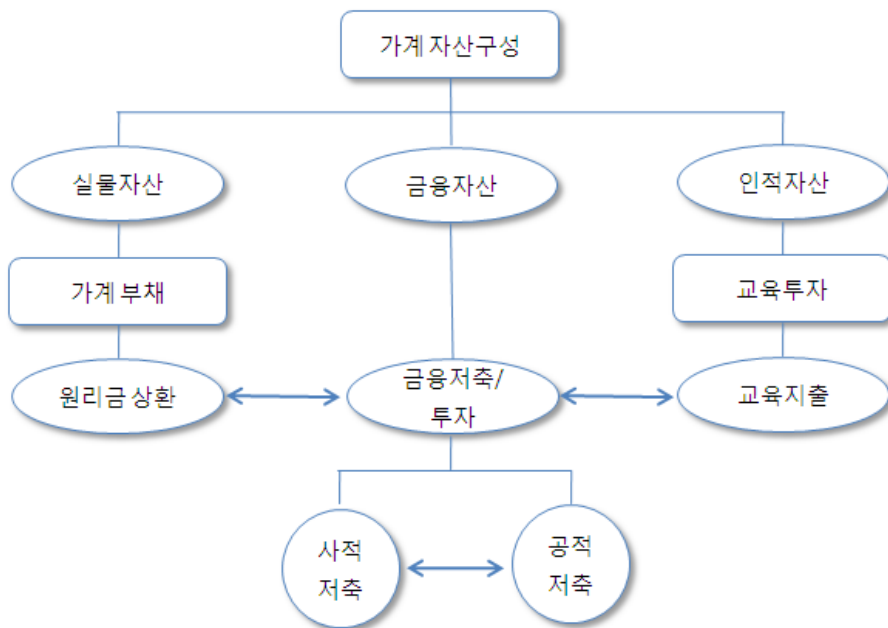 가계 자산구성
실물자산
금융자산
인적자산
가계 부채
교육투자
원리금 상환
금융저축/
투자
교육지출
사적
저축
공적
저축